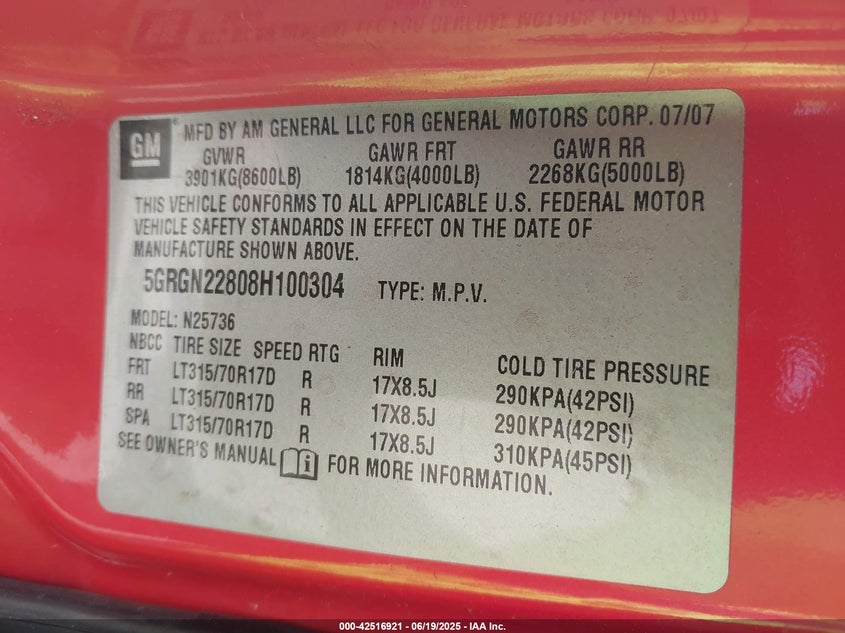 GM
MFD BY AM GENERAL LLC FOR GENERAL MOTORS CORP. 07/07
GVWR GAWR FRT GAWR RR
3901KG(8600LB) 1814KG(4000LB) 2268KG(5000LB)
THIS VEHICLE CONFORMS TO ALL APPLICABLE U.S. FEDERAL MOTOR
VEHICLE SAFETY STANDARDS IN EFFECT ON THE DATE OF
MANUFACTURE SHOWN ABOVE.
5GRGN22808H100304 TYPE: M.P.V.
MODEL: N25736
NBCC TIRE SIZE SPEED RTG RIM COLD TIRE PRESSURE
FRT LT315/70R17D R 17X8.5J 290KPA(42PSI)
RR LT315/70R17D R 17X8.5J 290KPA(42PSI)
SPA LT315/70R17D R 17X8.5J 310KPA(45PSI)
SEE OWNER'S MANUAL i FOR MORE INFORMATION.
000-42516921 / 06/19/2025 - IAA Inc.